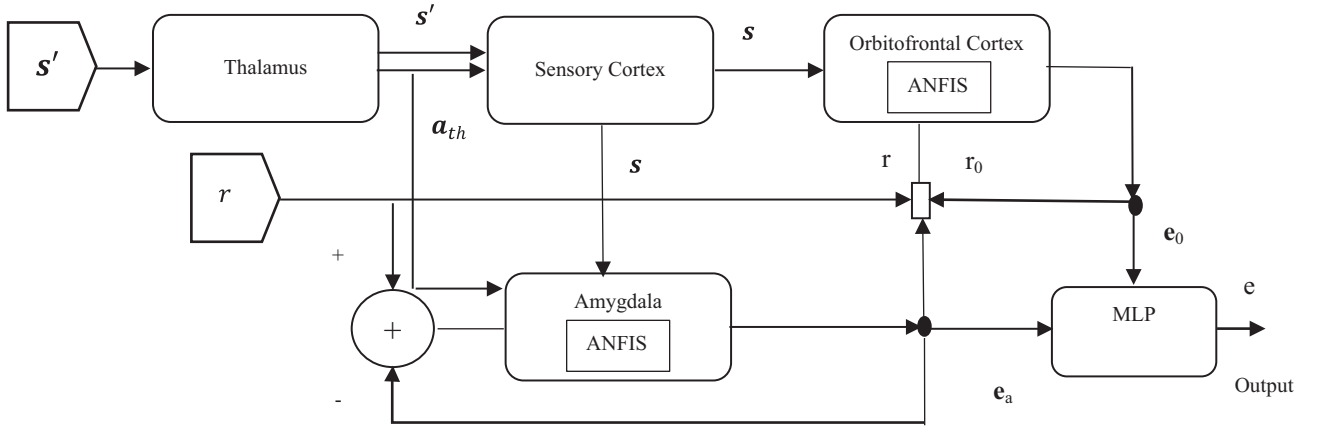 s′
s′
Thalamus
Sensory Cortex
s
Orbitofrontal Cortex
ANFIS
a_th
s
r
r
r₀
+
e₀
+
Amygdala
ANFIS
MLP
e
-
eₐ
Output